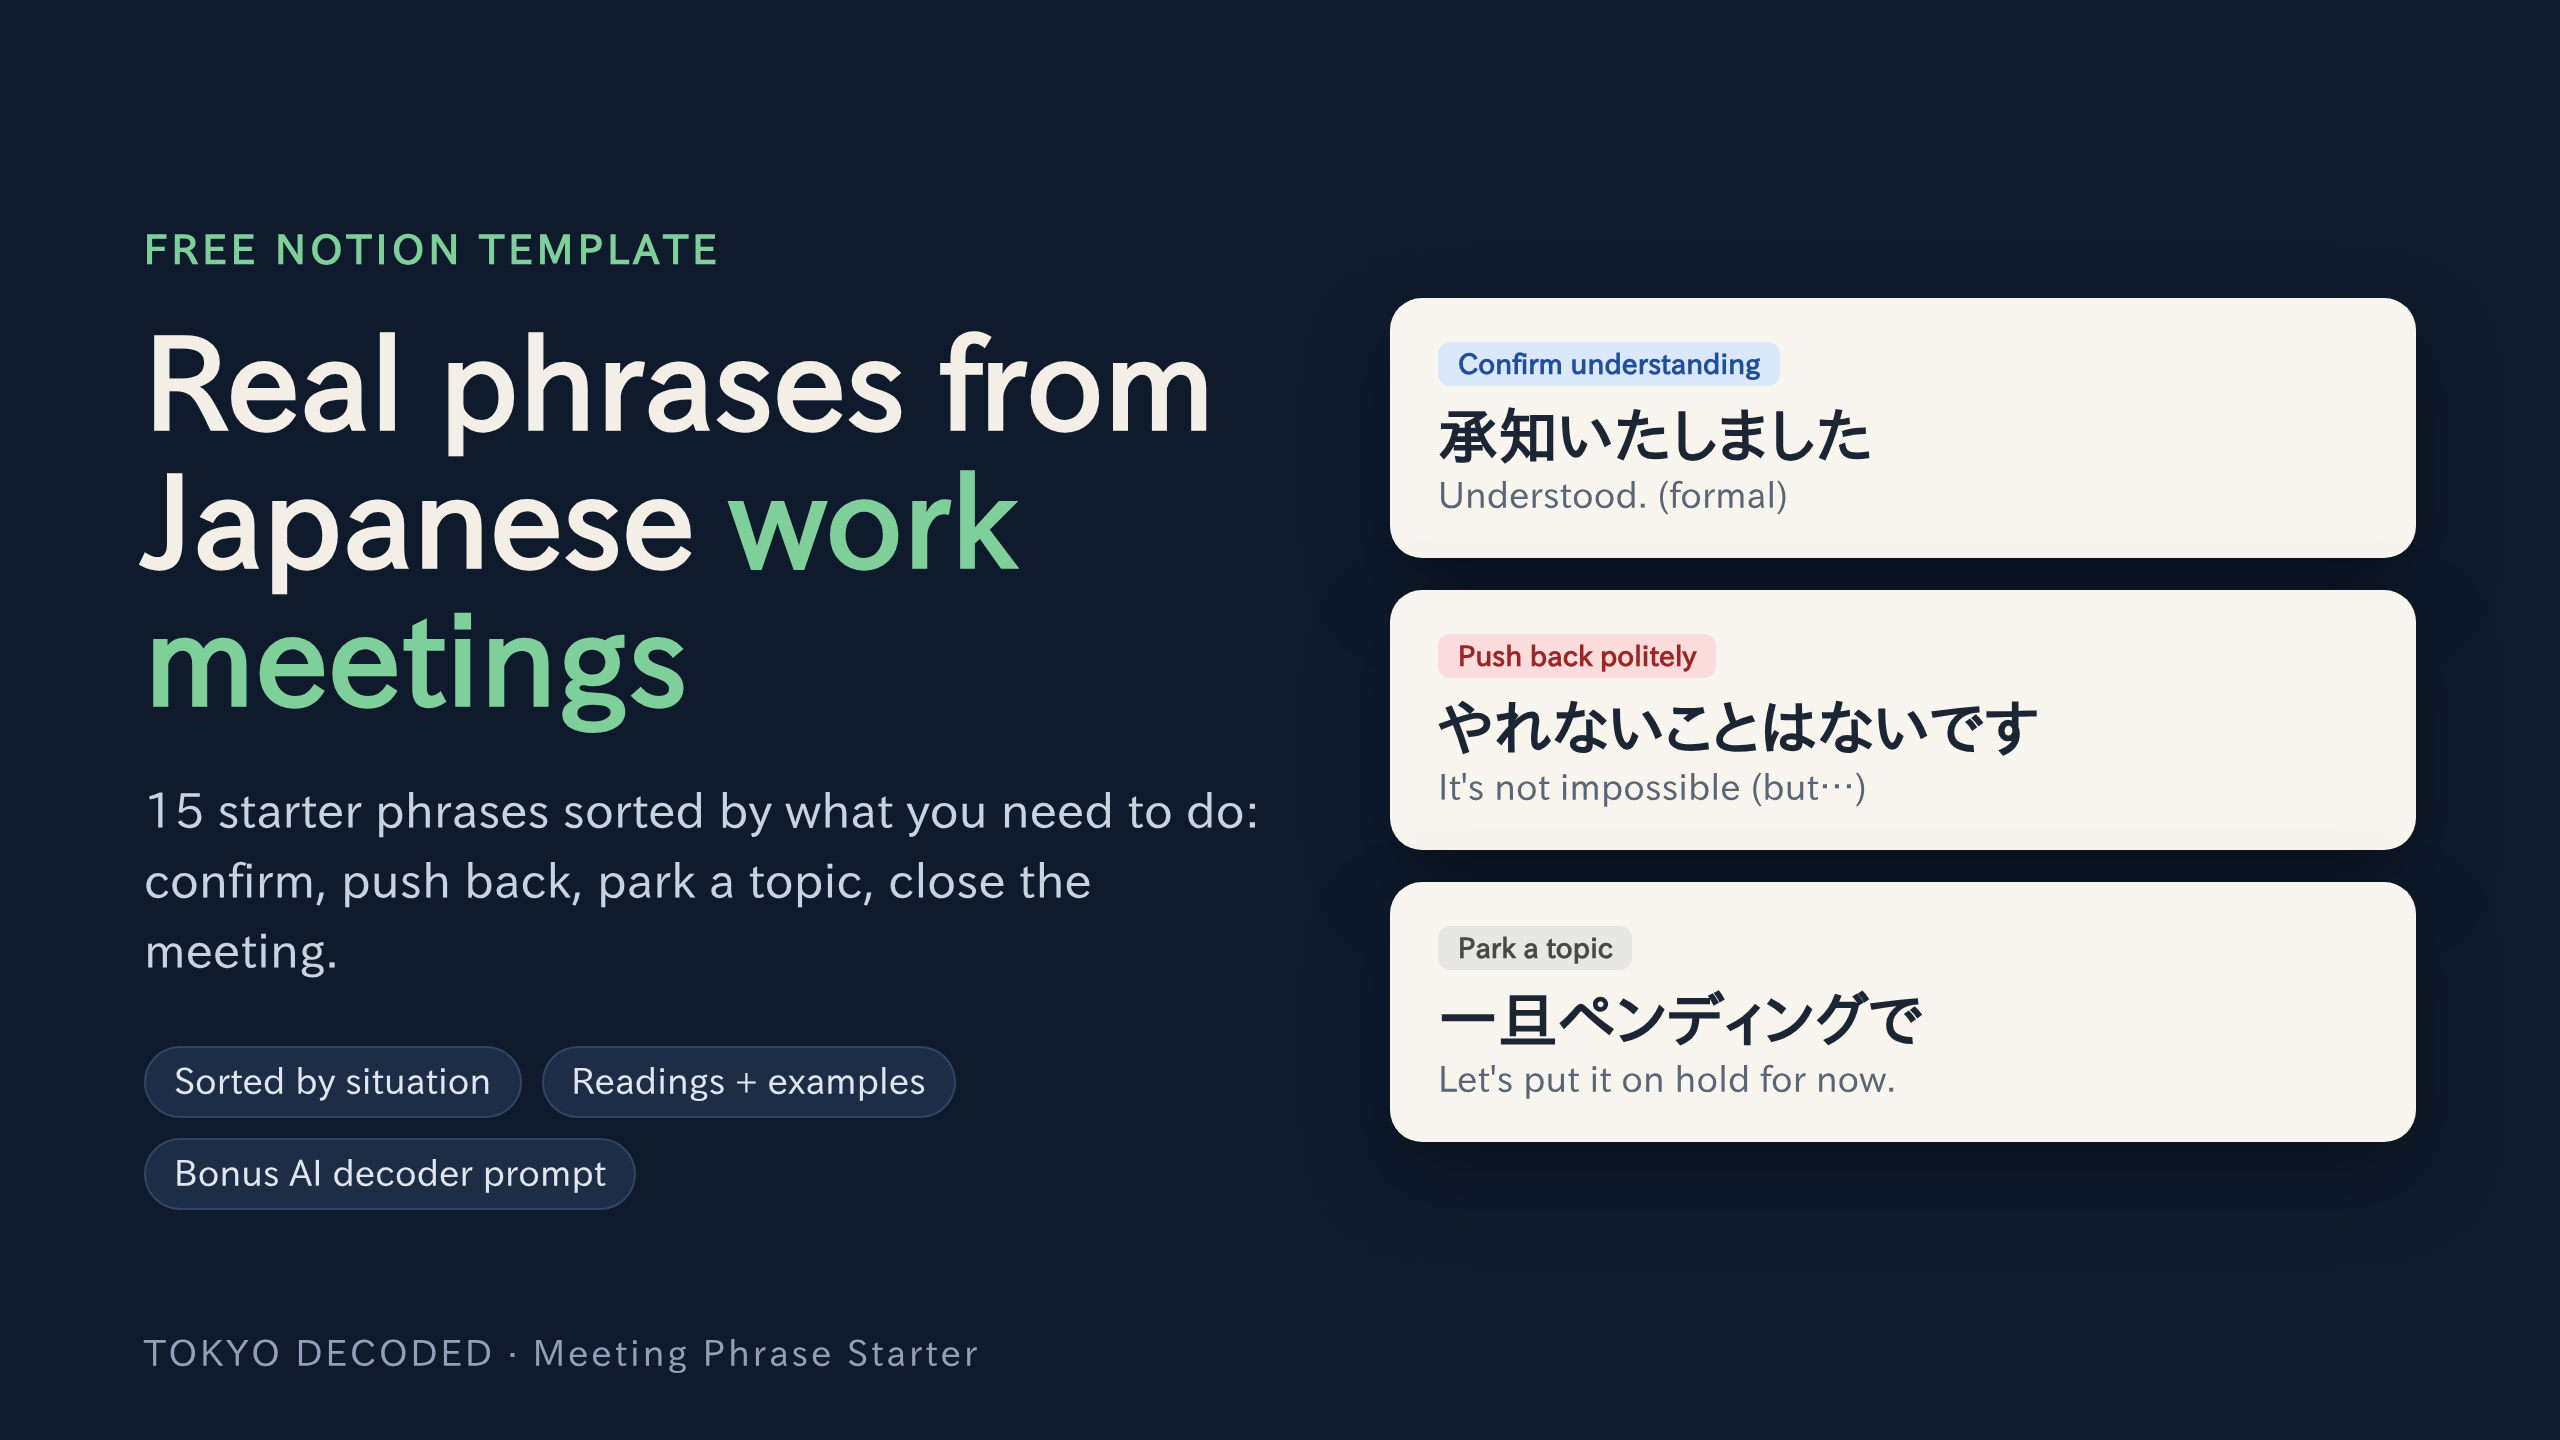 FREE NOTION TEMPLATE
Real phrases from
Japanese work
meetings
15 starter phrases sorted by what you need to do:
confirm, push back, park a topic, close the
meeting.
Sorted by situation
Readings + examples
Bonus AI decoder prompt
TOKYO DECODED · Meeting Phrase Starter
Confirm understanding
承知いたしました
Understood. (formal)
Push back politely
やれないことはないです
It's not impossible (but…)
Park a topic
一旦ペンディングで
Let's put it on hold for now.